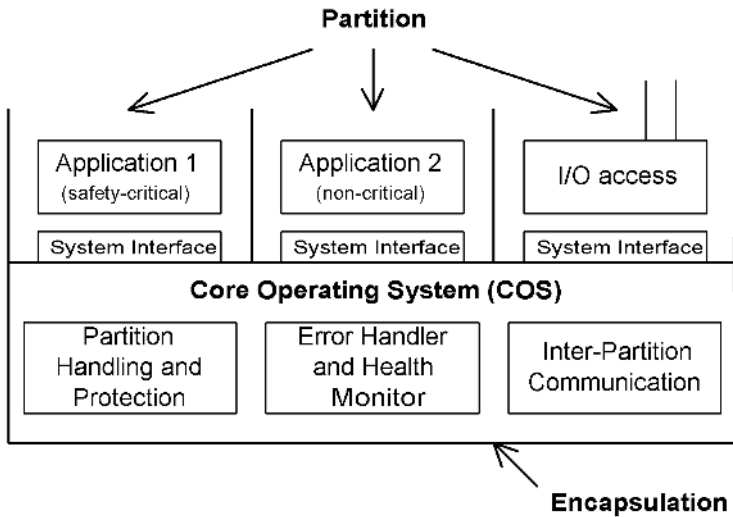 Partition
Application 1
(safety-critical)
Application 2
(non-critical)
I/O access
System Interface
System Interface
System Interface
Core Operating System (COS)
Partition
Handling and
Protection
Error Handler
and Health
Monitor
Inter-Partition
Communication
Encapsulation